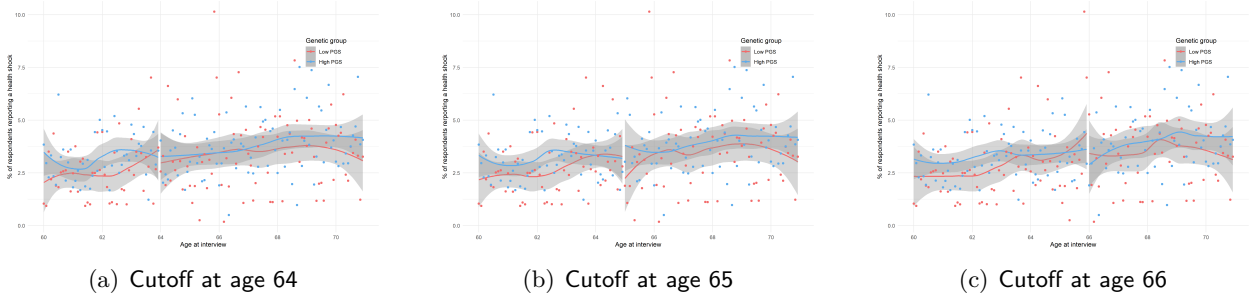 10.0
7.5
5.0
2.5
0.0
% of respondents reporting a health shock
Genetic group
Low PGS
High PGS
60 62 64 66 68 70
Age at interview
(a) Cutoff at age 64
10.0
7.5
5.0
2.5
0.0
% of respondents reporting a health shock
Genetic group
Low PGS
High PGS
60 62 64 66 68 70
Age at interview
(b) Cutoff at age 65
10.0
7.5
5.0
2.5
0.0
% of respondents reporting a health shock
Genetic group
Low PGS
High PGS
60 62 64 66 68 70
Age at interview
(c) Cutoff at age 66